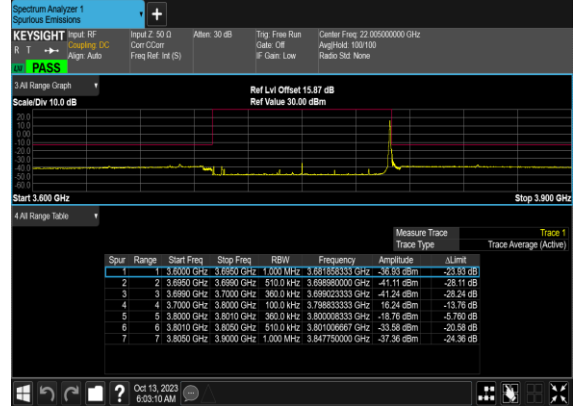 Spectrum Analyzer 1
Spurious Emissions
+
KEYSIGHT Input: RF Input Z: 50 Ω Atten: 30 dB Trig: Free Run Center Freq: 22.005000000 GHz
R T Coupling: DC Corr CCorr Gate: Off Avg|Hold: 100/100
Align: Auto Freq Ref: Int (S) IF Gain: Low Radio Std: None
PASS
3 All Range Graph
Ref Lvl Offset 15.87 dB
Scale/Div 10.0 dB Ref Value 30.00 dBm
20.0
10.0
0.00
-10.0
-20.0
-30.0
-40.0
-50.0
-60.0
Start 3.600 GHz Stop 3.900 GHz
4 All Range Table
Measure Trace Trace 1
Trace Type Trace Average (Active)
Spur Range Start Freq Stop Freq RBW Frequency Amplitude ΔLimit
1 1 3.6000 GHz 3.6950 GHz 1.000 MHz 3.681858333 GHz -36.93 dBm -23.93 dB
2 2 3.6950 GHz 3.6990 GHz 510.0 kHz 3.698980000 GHz -41.11 dBm -28.11 dB
3 3 3.6990 GHz 3.7000 GHz 360.0 kHz 3.699023333 GHz -41.24 dBm -28.24 dB
4 4 3.7000 GHz 3.8000 GHz 100.0 kHz 3.798833333 GHz 16.24 dBm -13.76 dB
5 5 3.8000 GHz 3.8010 GHz 360.0 kHz 3.800008333 GHz -18.76 dBm -5.760 dB
6 6 3.8010 GHz 3.8050 GHz 510.0 kHz 3.801006667 GHz -33.58 dBm -20.58 dB
7 7 3.8050 GHz 3.9000 GHz 1.000 MHz 3.847750000 GHz -37.36 dBm -24.36 dB
? Oct 13, 2023
6:03:10 AM